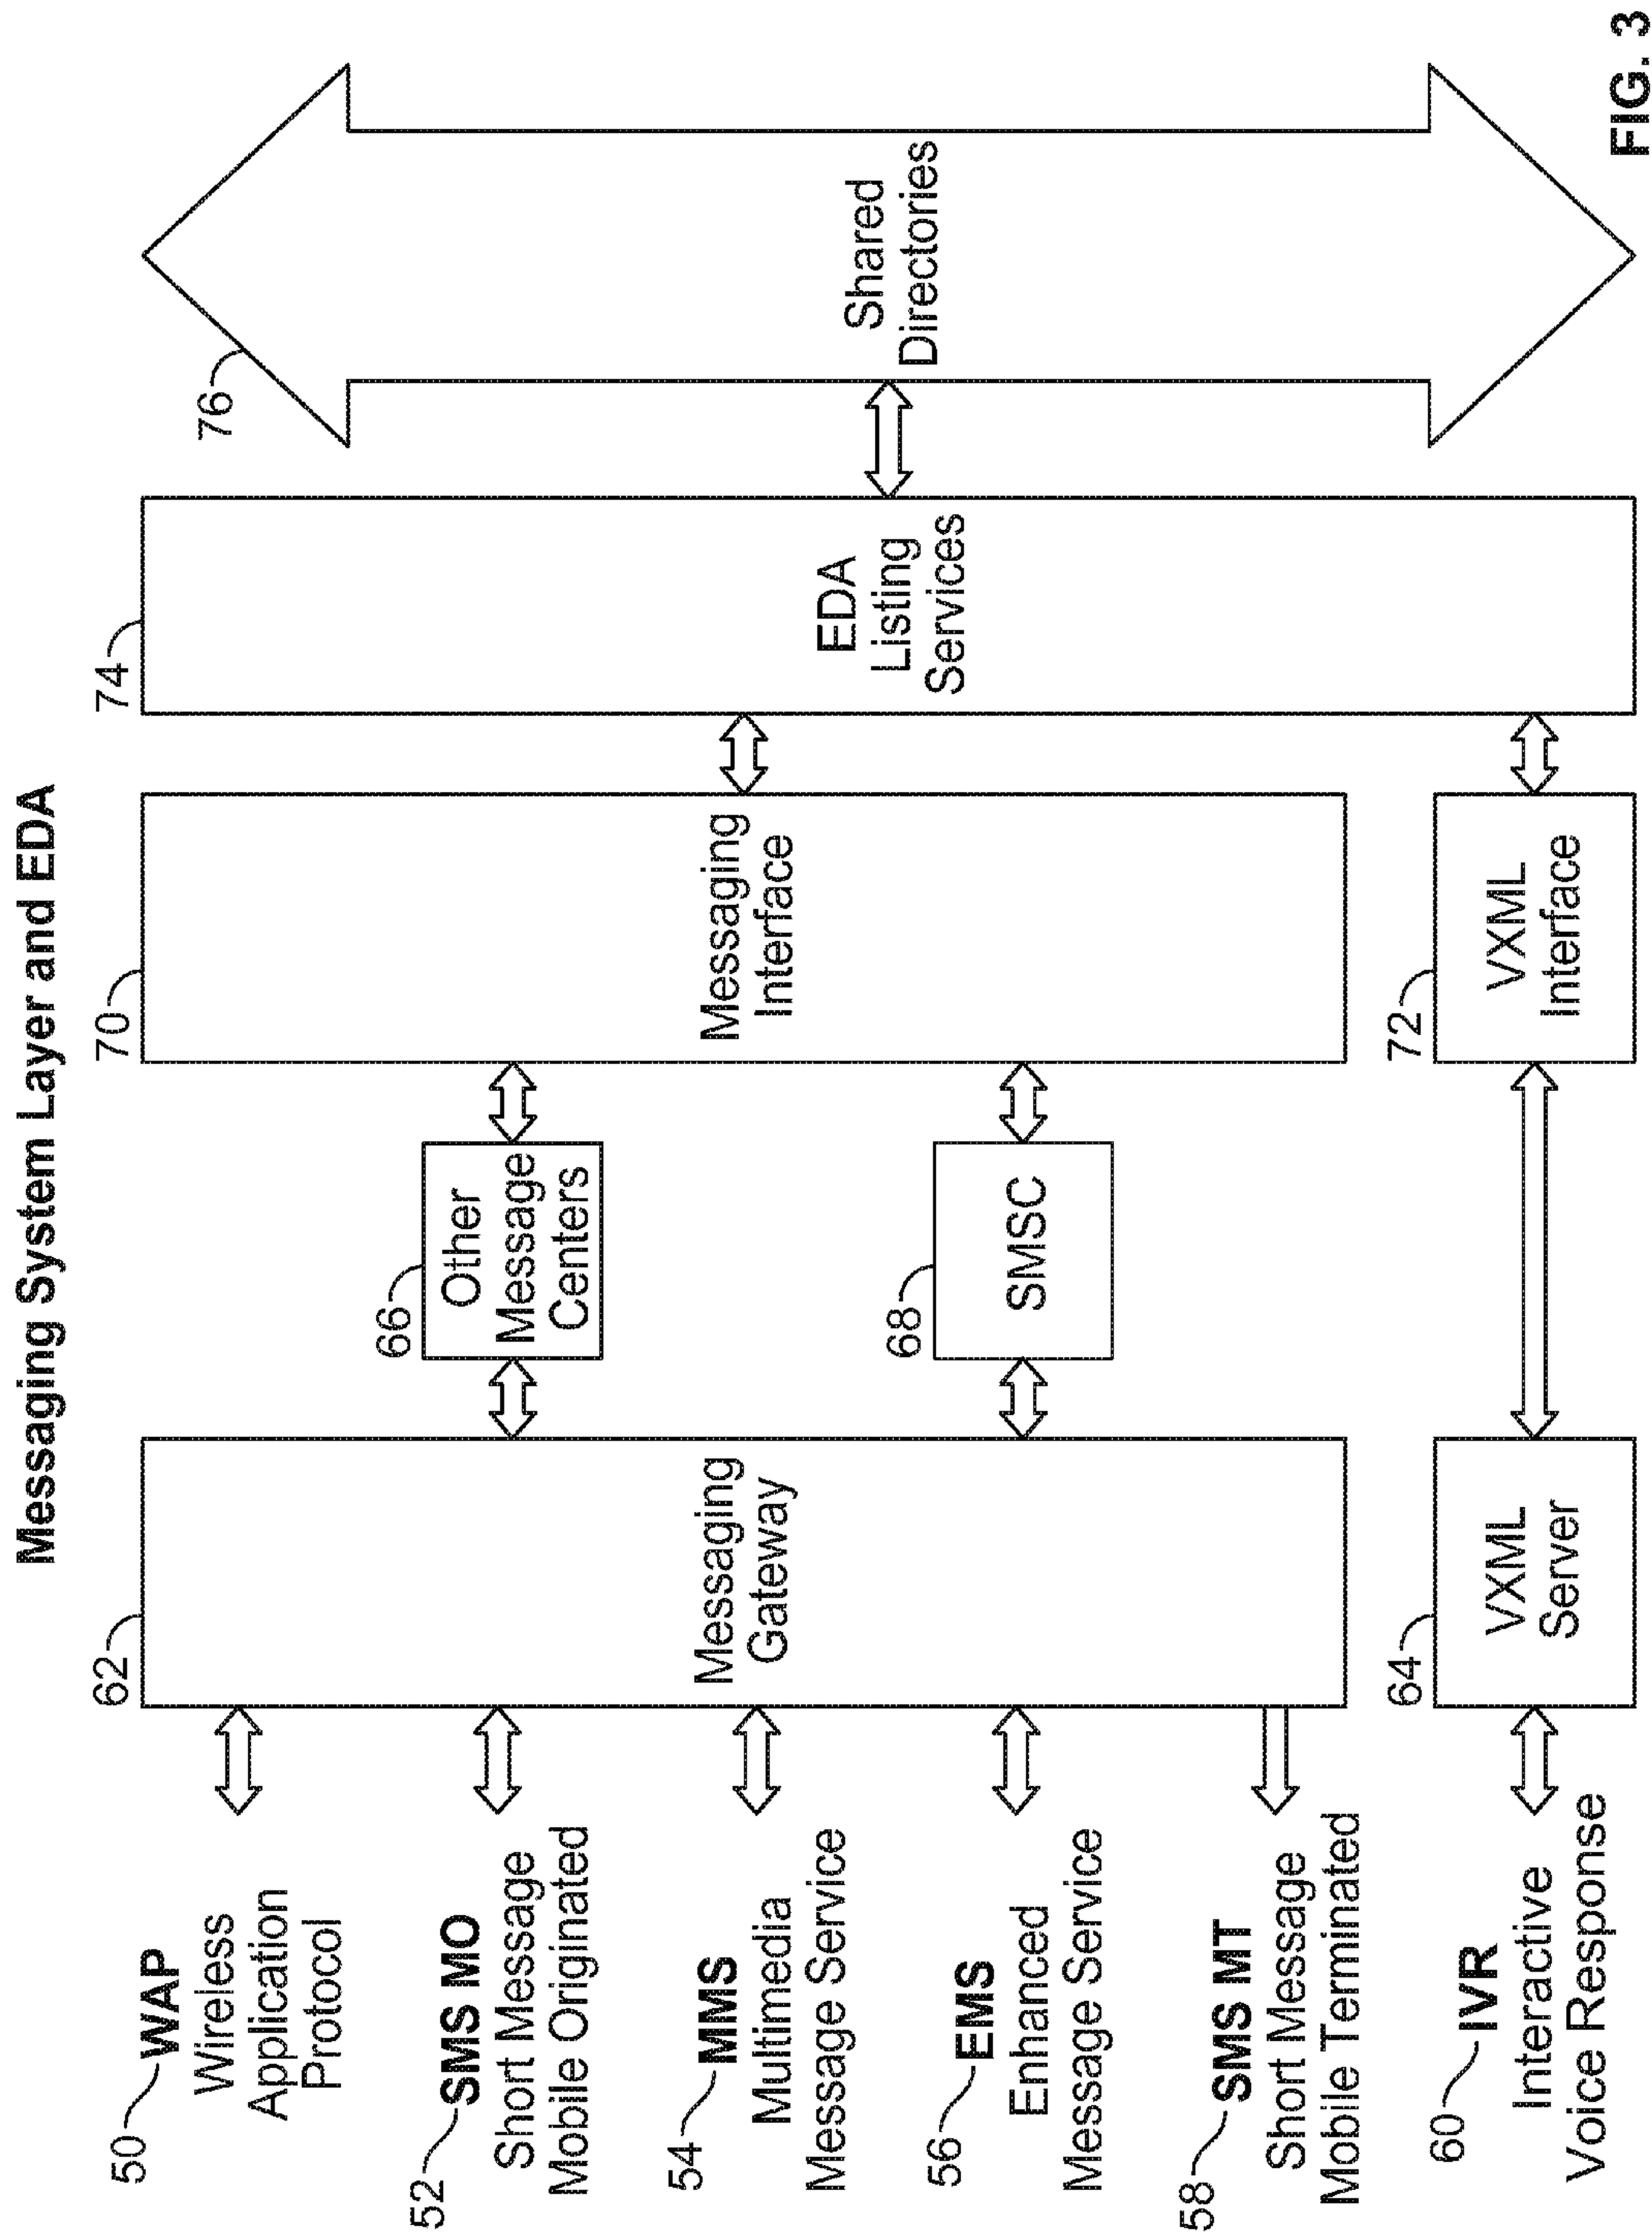 Messaging System Layer and EDA
50
WAP
Wireless
Application
Protocol
52
SMS MO
Short Message
Mobile Originated
54
MMS
Multimedia
Message Service
56
EMS
Enhanced
Message Service
58
SMS MT
Short Message
Mobile Terminated
60
IVR
Interactive
Voice Response
62
Messaging
Gateway
64
VXML
Server
66
Other
Message
Centers
68
SMSC
70
Messaging
Interface
72
VXML
Interface
74
EDA
Listing
Services
76
Shared
Directories
FIG. 3